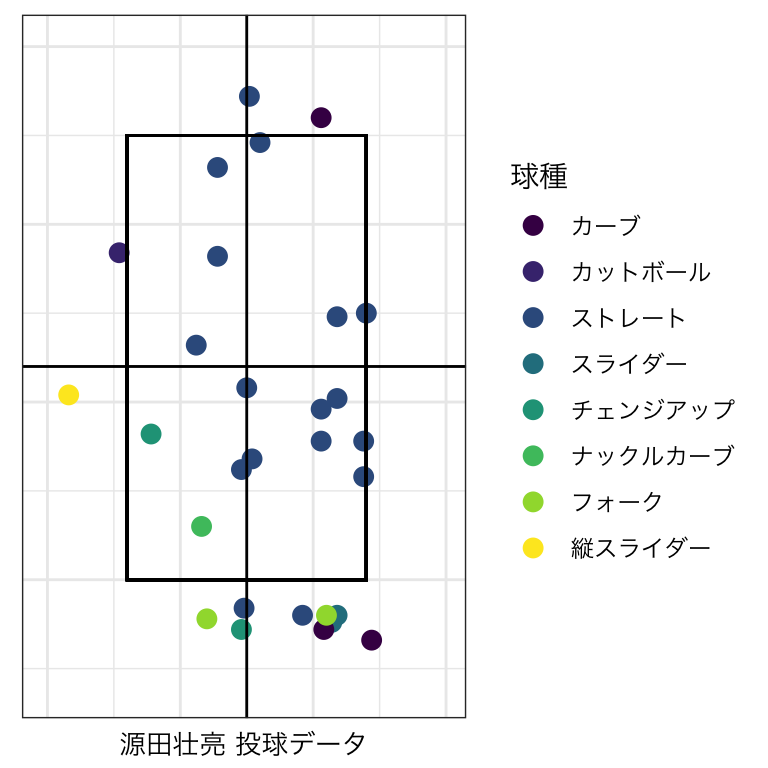 球種
カーブ
カットボール
ストレート
スライダー
チェンジアップ
ナックルカーブ
フォーク
縦スライダー
源田壮亮 投球データ